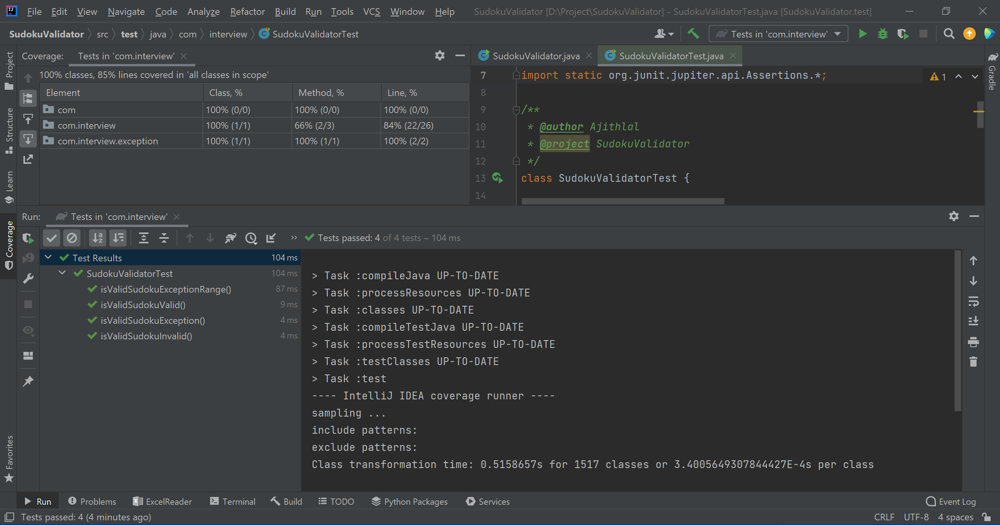 File Edit View Navigate Code Analyze Refactor Build Run Tools VCS Window Help SudokuValidator [D:\Project\SudokuValidator] - SudokuValidatorTest.java [SudokuValidator.test]
SudokuValidator src test java com interview SudokuValidatorTest Tests in 'com.interview'
Project
Structure
Learn
Coverage
Favorites
Coverage: Tests in 'com.interview'
100% classes, 85% lines covered in 'all classes in scope'
Element Class, % Method, % Line, %
com 100% (0/0) 100% (0/0) 100% (0/0)
com.interview 100% (1/1) 66% (2/3) 84% (22/26)
com.interview.exception 100% (1/1) 100% (1/1) 100% (2/2)
SudokuValidator.java SudokuValidatorTest.java
7 import static org.junit.jupiter.api.Assertions.*;
1
8
9 /**
10 * @author Ajithlal
11 * @project SudokuValidator
12 */
13 class SudokuValidatorTest {
14
Gradle
Run: Tests in 'com.interview'
Tests passed: 4 of 4 tests – 104 ms
Test Results 104 ms
SudokuValidatorTest 104 ms
isValidSudokuExceptionRange() 87 ms
isValidSudokuValid() 9 ms
isValidSudokuException() 4 ms
isValidSudokuInvalid() 4 ms
> Task :compileJava UP-TO-DATE
> Task :processResources UP-TO-DATE
> Task :classes UP-TO-DATE
> Task :compileTestJava UP-TO-DATE
> Task :processTestResources UP-TO-DATE
> Task :testClasses UP-TO-DATE
> Task :test
---- IntelliJ IDEA coverage runner ----
sampling ...
include patterns:
exclude patterns:
Class transformation time: 0.5158657s for 1517 classes or 3.4005649307844427E-4s per class
Run Problems ExcelReader Terminal Build TODO Python Packages Services Event Log
Tests passed: 4 (4 minutes ago) CRLF UTF-8 4 spaces